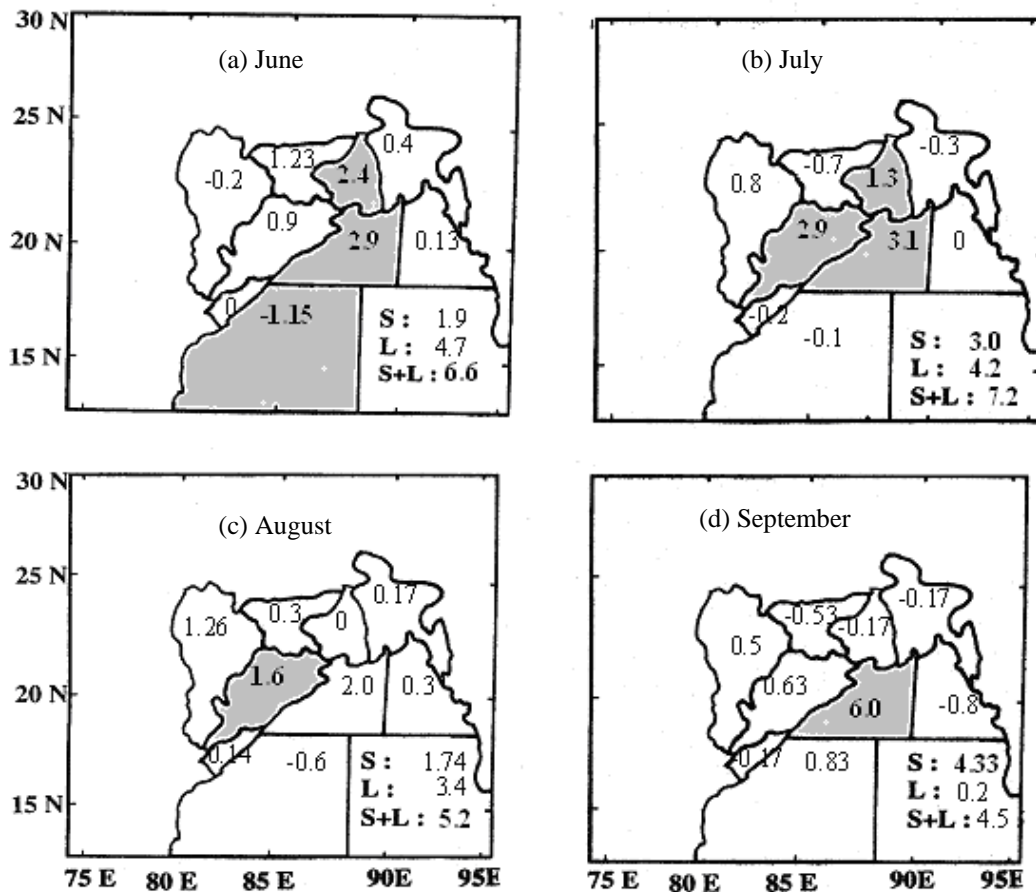 30 N
25 N
20 N
15 N
(a) June
0.4
1.23
-0.2
2.4
0.9
2.9
0.13
0
-1.15
S : 1.9
L : 4.7
S+L : 6.6
(b) July
-0.3
-0.7
0.8
1.3
2.9
3.1
0
-0.2
-0.1
S : 3.0
L : 4.2
S+L : 7.2
30 N
25 N
20 N
15 N
(c) August
0.17
0.3
0
1.26
1.6
2.0
0.3
0.14
-0.6
S : 1.74
L : 3.4
S+L : 5.2
75 E 80 E 85E 90E 95E
(d) September
-0.17
-0.53
-0.17
0.5
0.63
6.0
-0.8
-0.17
0.83
S : 4.33
L : 0.2
S+L : 4.5
75 E 80 E 85E 90E 95 E